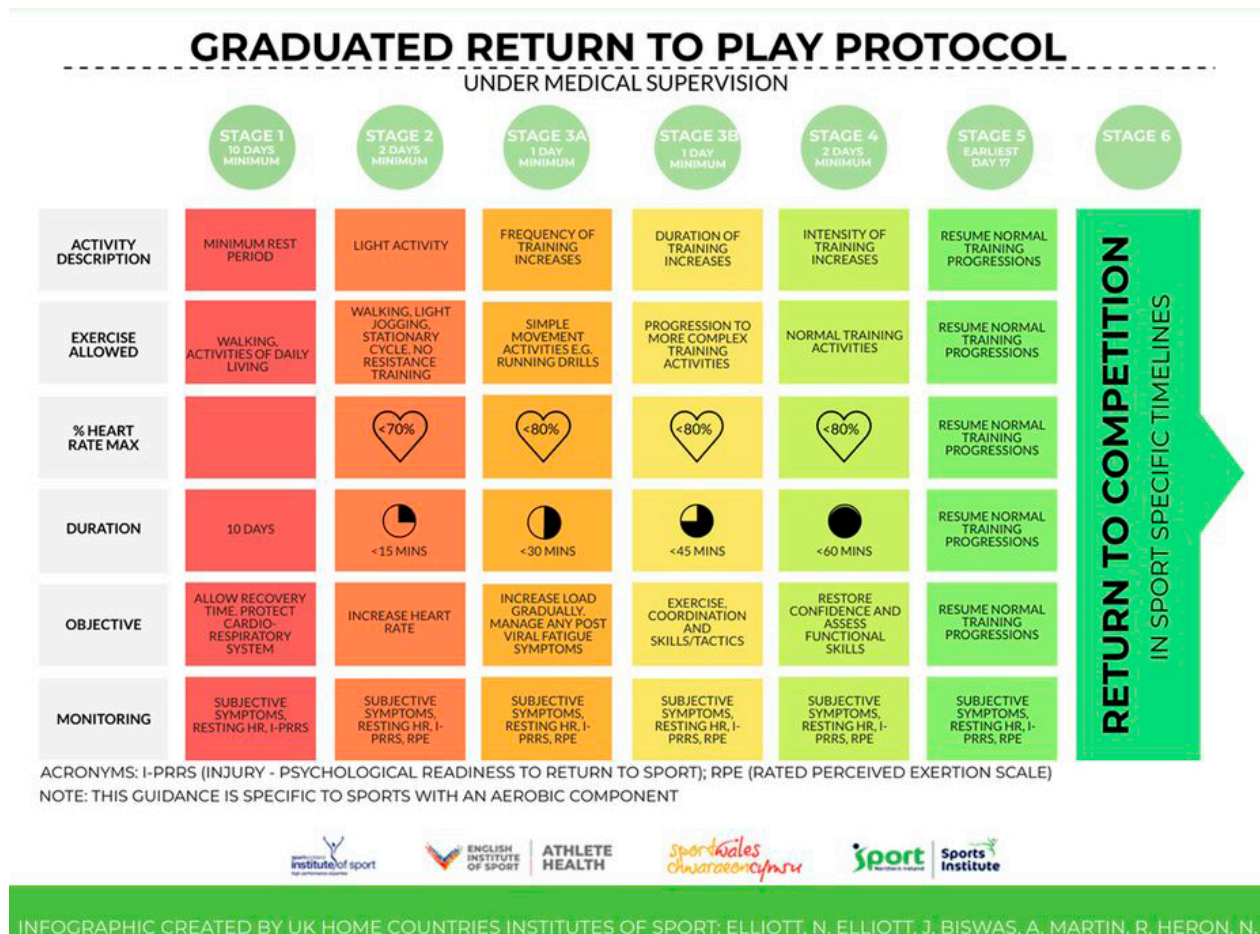 GRADUATED RETURN TO PLAY PROTOCOL
UNDER MEDICAL SUPERVISION
STAGE 1
10 DAYS
MINIMUM
STAGE 2
2 DAYS
MINIMUM
STAGE 3A
1 DAY
MINIMUM
STAGE 3B
1 DAY
MINIMUM
STAGE 4
2 DAYS
MINIMUM
STAGE 5
EARLIEST
DAY 17
STAGE 6
ACTIVITY
DESCRIPTION
MINIMUM REST
PERIOD
LIGHT ACTIVITY
FREQUENCY OF
TRAINING
INCREASES
DURATION OF
TRAINING
INCREASES
INTENSITY OF
TRAINING
INCREASES
RESUME NORMAL
TRAINING
PROGRESSIONS
EXERCISE
ALLOWED
WALKING,
ACTIVITIES OF DAILY
LIVING
WALKING, LIGHT
JOGGING,
STATIONARY
CYCLE. NO
RESISTANCE
TRAINING
SIMPLE
MOVEMENT
ACTIVITIES E.G.
RUNNING DRILLS
PROGRESSION TO
MORE COMPLEX
TRAINING
ACTIVITIES
NORMAL TRAINING
ACTIVITIES
RESUME NORMAL
TRAINING
PROGRESSIONS
% HEART
RATE MAX
<70%
<80%
<80%
<80%
RESUME NORMAL
TRAINING
PROGRESSIONS
DURATION
10 DAYS
<15 MINS
<30 MINS
<45 MINS
<60 MINS
RESUME NORMAL
TRAINING
PROGRESSIONS
OBJECTIVE
ALLOW RECOVERY
TIME. PROTECT
CARDIO-
RESPIRATORY
SYSTEM
INCREASE HEART
RATE
INCREASE LOAD
GRADUALLY.
MANAGE ANY POST
VIRAL FATIGUE
SYMPTOMS
EXERCISE,
COORDINATION
AND
SKILLS/TACTICS
RESTORE
CONFIDENCE AND
ASSESS
FUNCTIONAL
SKILLS
RESUME NORMAL
TRAINING
PROGRESSIONS
MONITORING
SUBJECTIVE
SYMPTOMS,
RESTING HR, I-PRRS
SUBJECTIVE
SYMPTOMS,
RESTING HR, I-
PRRS, RPE
SUBJECTIVE
SYMPTOMS,
RESTING HR, I-
PRRS, RPE
SUBJECTIVE
SYMPTOMS,
RESTING HR, I-
PRRS, RPE
SUBJECTIVE
SYMPTOMS,
RESTING HR, I-
PRRS, RPE
SUBJECTIVE
SYMPTOMS,
RESTING HR, I-
PRRS, RPE
RETURN TO COMPETITION
IN SPORT SPECIFIC TIMELINES
ACRONYMS: I-PRRS (INJURY - PSYCHOLOGICAL READINESS TO RETURN TO SPORT); RPE (RATED PERCEIVED EXERTION SCALE)
NOTE: THIS GUIDANCE IS SPECIFIC TO SPORTS WITH AN AEROBIC COMPONENT
sportscotland
institute of sport
high performance expertise
ENGLISH
INSTITUTE
OF SPORT
ATHLETE
HEALTH
sportwales
chwaraeoncymru
Sport
Northern Ireland
Sports
Institute
INFOGRAPHIC CREATED BY UK HOME COUNTRIES INSTITUTES OF SPORT: ELLIOTT, N. ELLIOTT, J. BISWAS, A. MARTIN, R. HERON, N